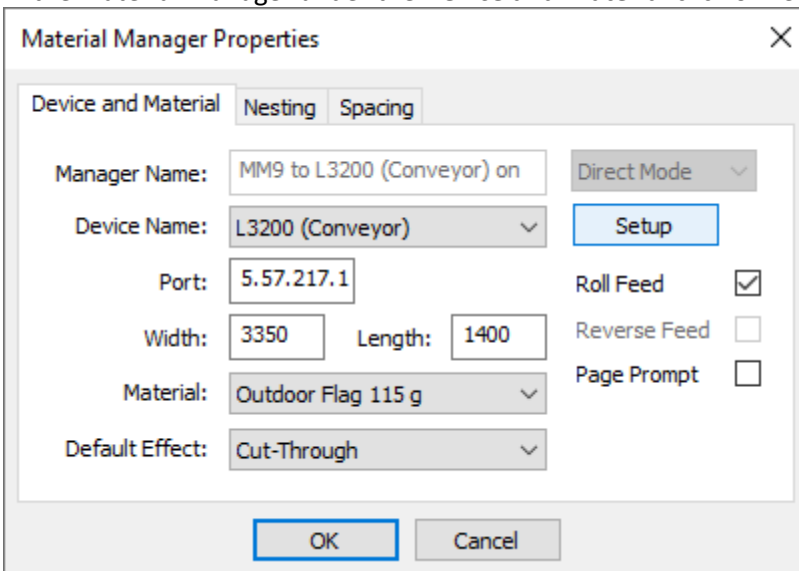 Material Manager Properties
Device and Material Nesting Spacing
Manager Name: MM9 to L3200 (Conveyor) on Direct Mode
Device Name: L3200 (Conveyor) Setup
Port: 5.57.217.1 Roll Feed
Width: 3350 Length: 1400 Reverse Feed
Material: Outdoor Flag 115 g Page Prompt
Default Effect: Cut-Through
OK Cancel